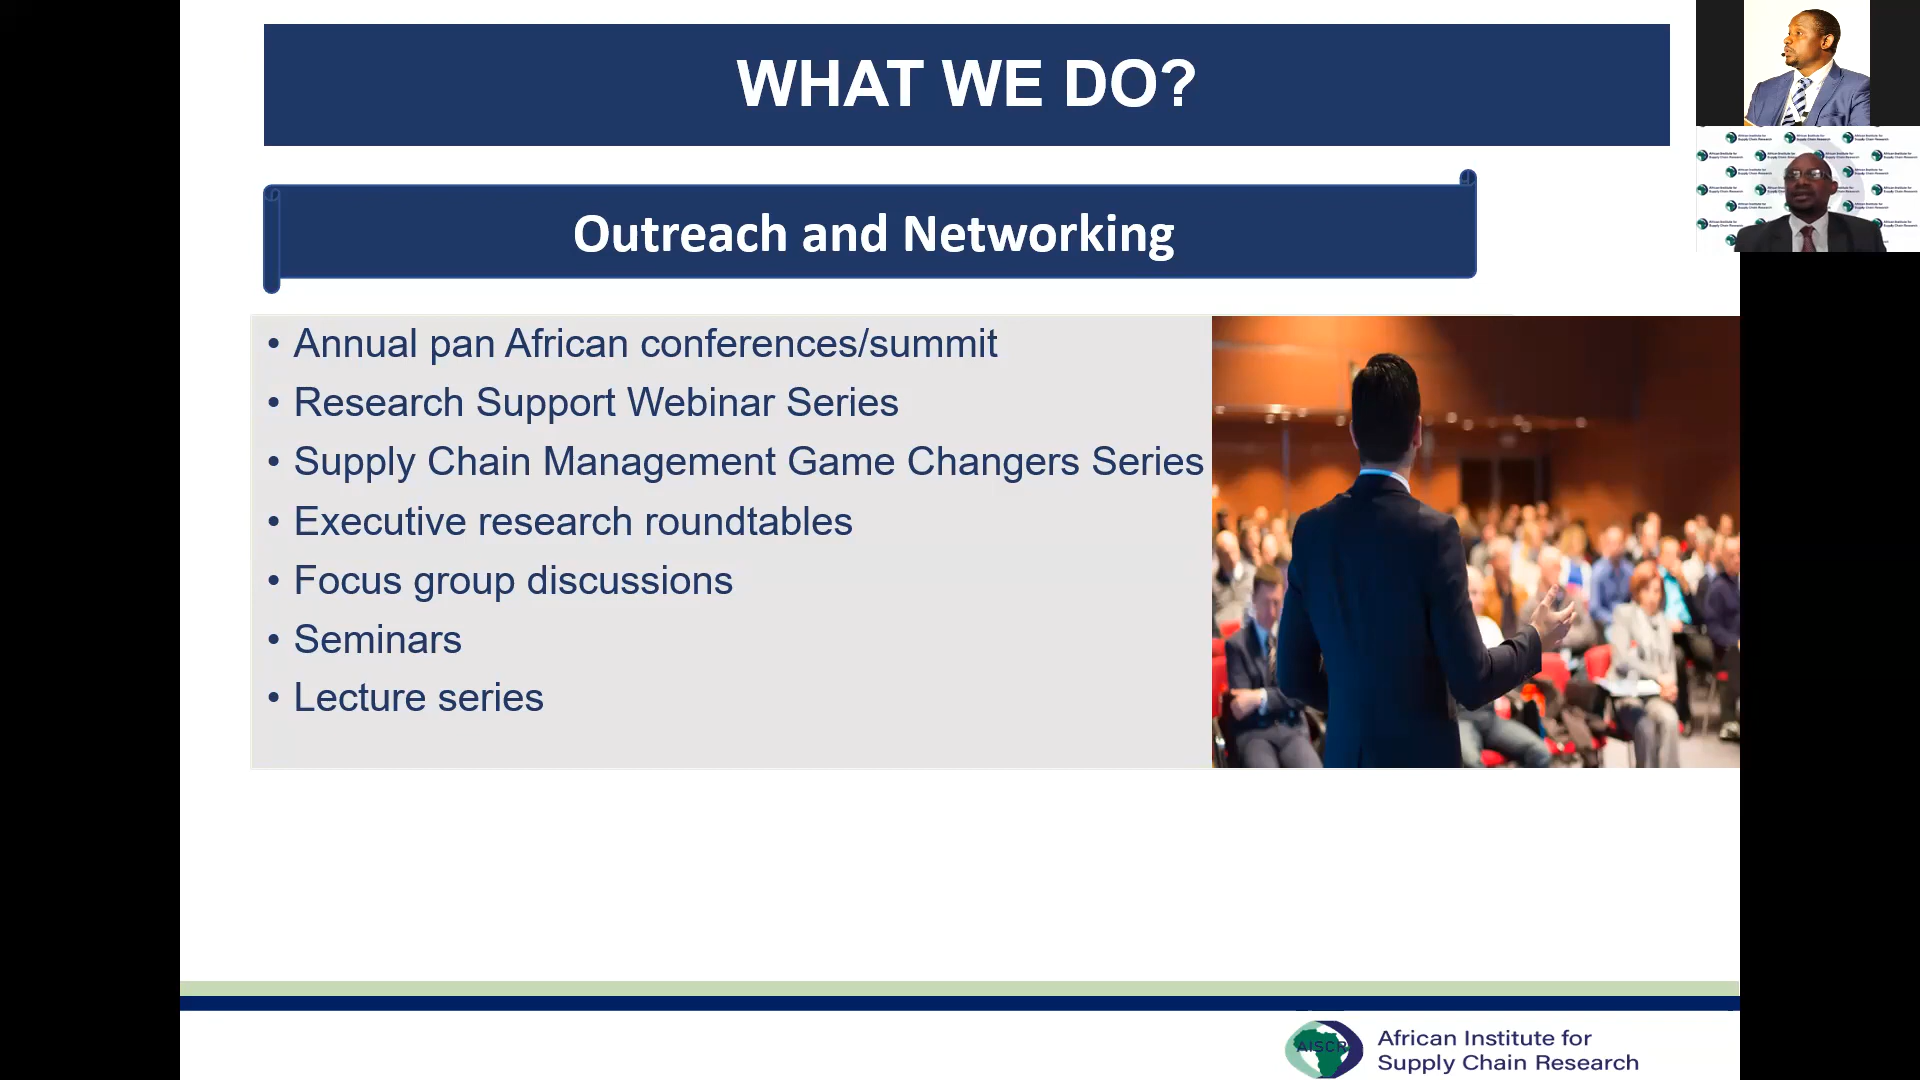 WHAT WE DO?
Outreach and Networking
• Annual pan African conferences/summit
• Research Support Webinar Series
• Supply Chain Management Game Changers Series
• Executive research roundtables
• Focus group discussions
• Seminars
• Lecture series
AISCR
African Institute for
Supply Chain Research